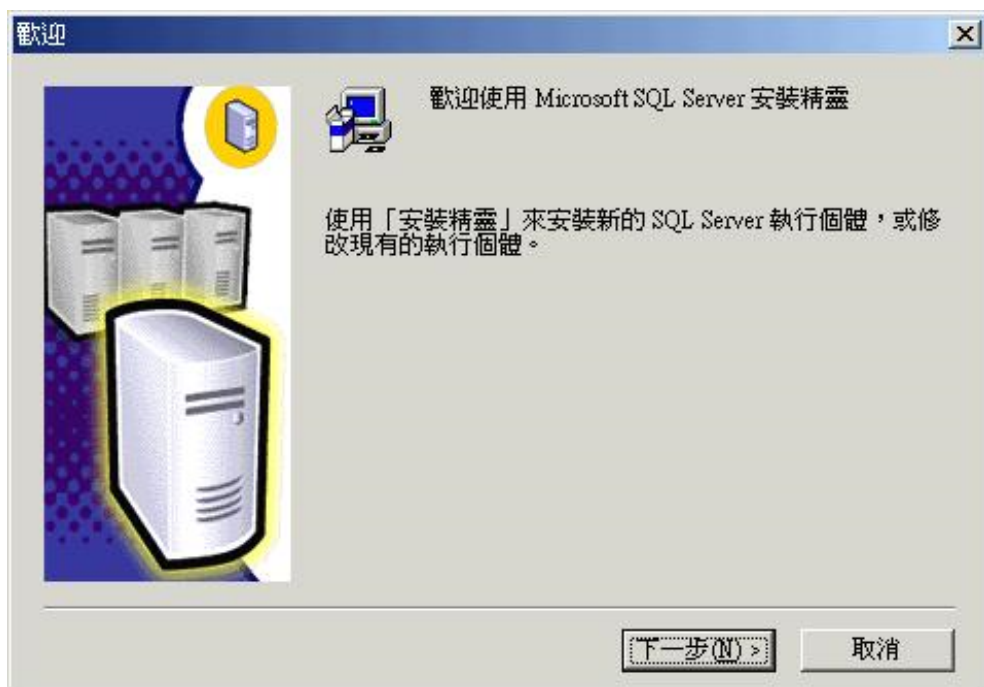 歡迎
歡迎使用 Microsoft SQL Server 安裝精靈
使用「安裝精靈」來安裝新的 SQL Server 執行個體，或修
改現有的執行個體。
下一步(N) >
取消